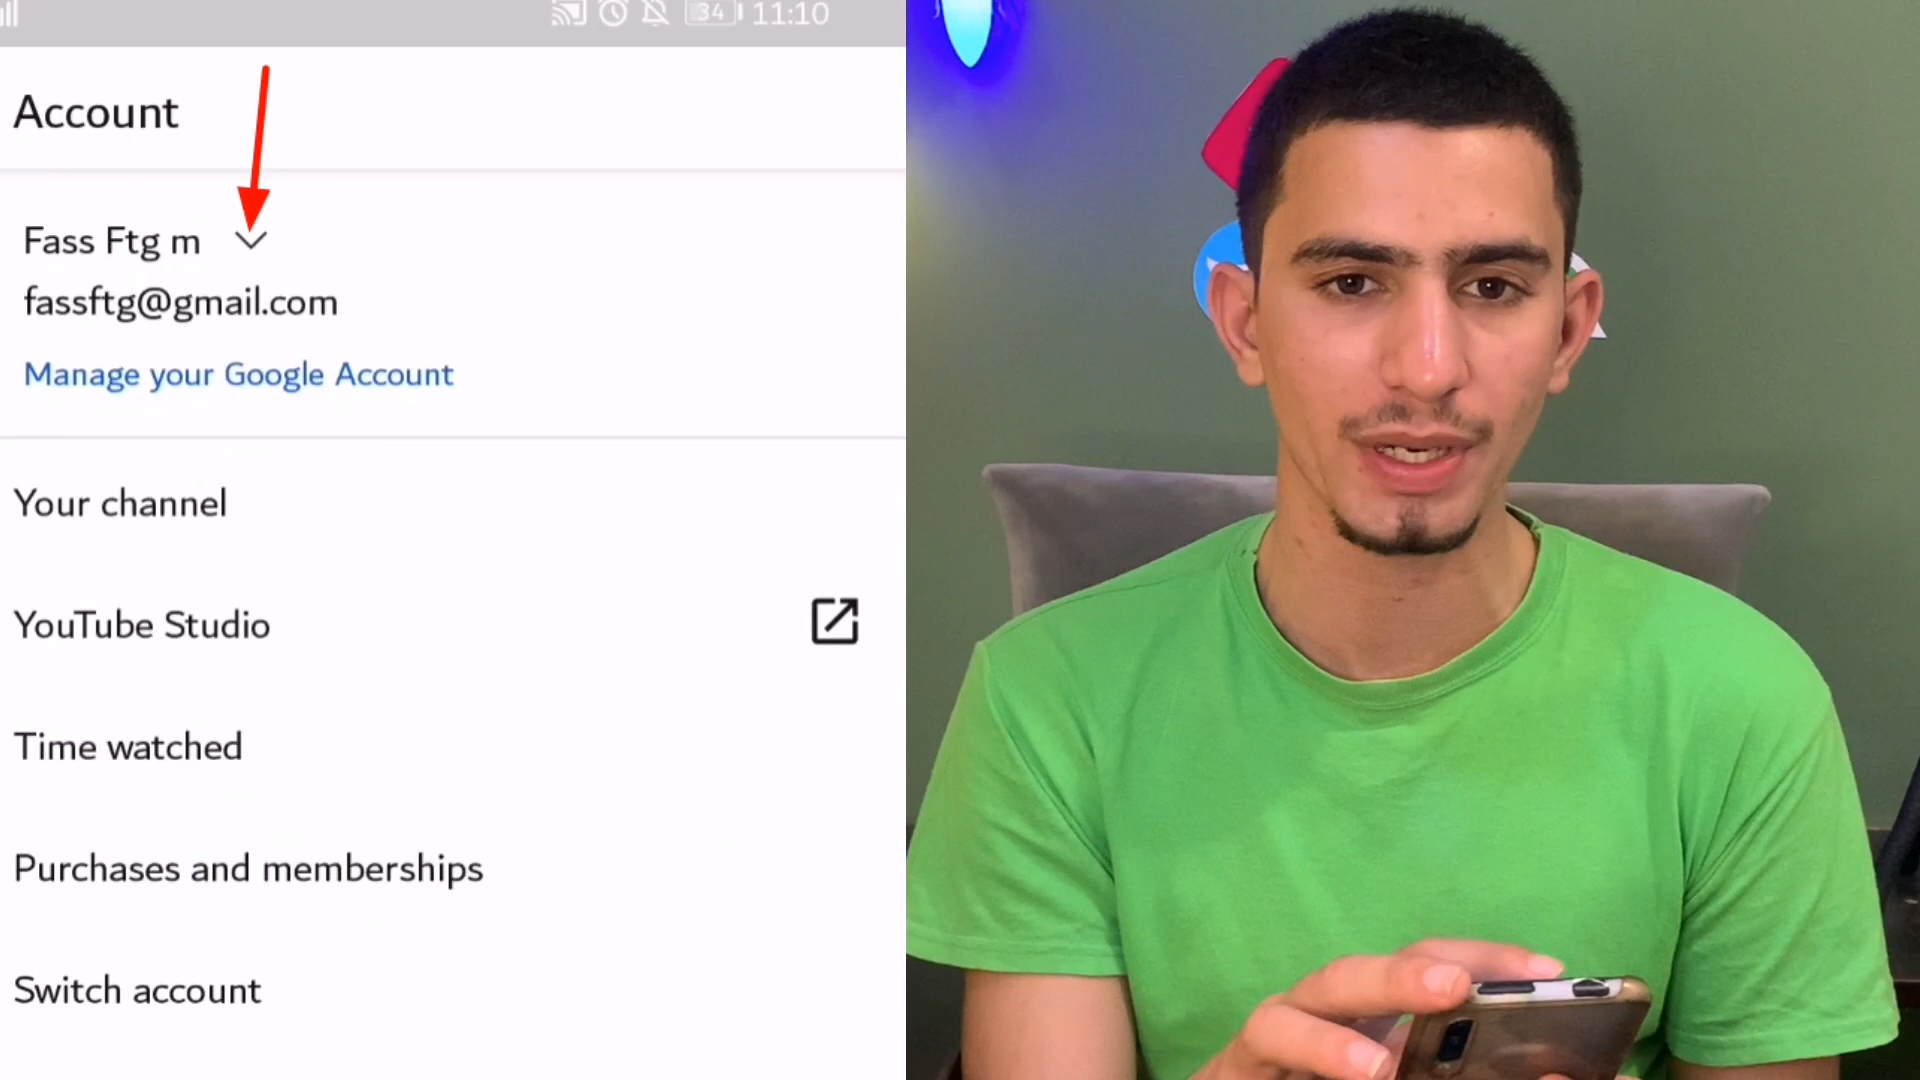 34 11:10
Account
Fass Ftg m
fassftg@gmail.com
Manage your Google Account
Your channel
YouTube Studio
Time watched
Purchases and memberships
Switch account